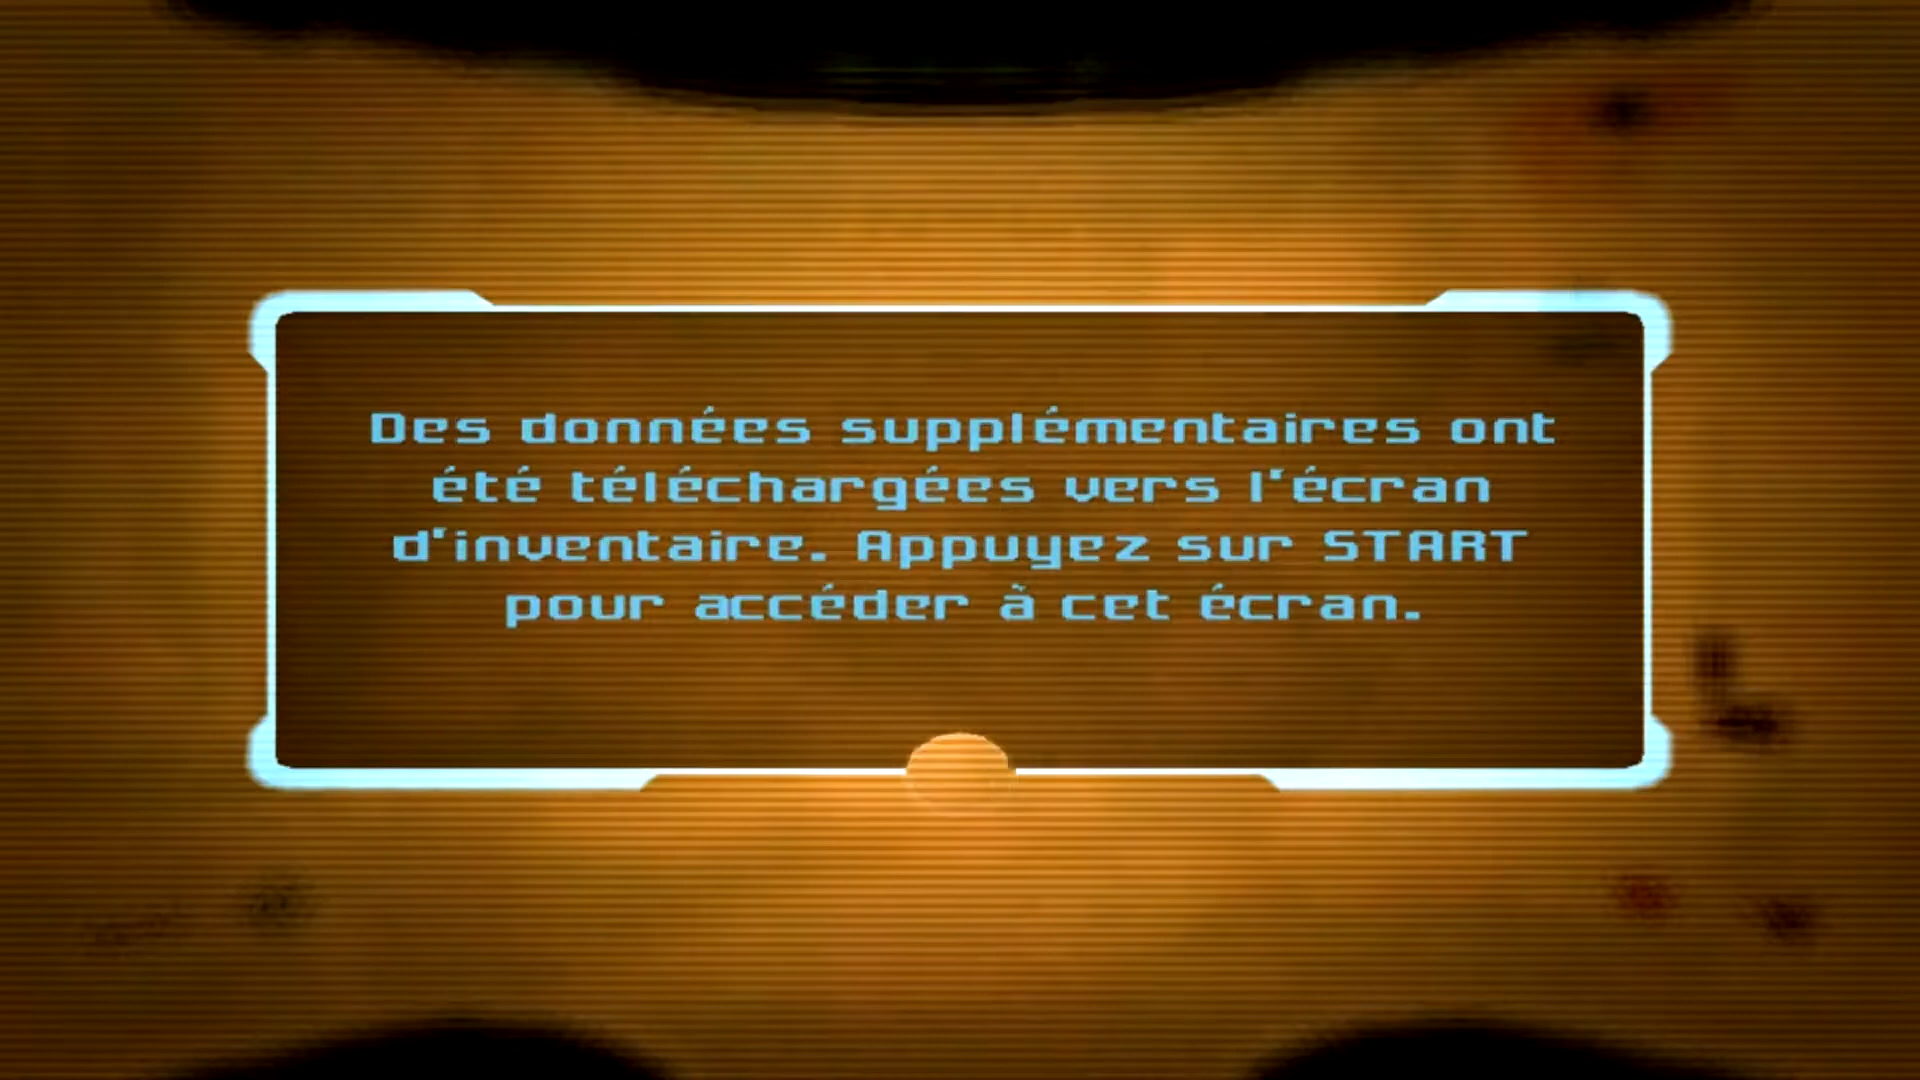 Des données supplémentaires ont
été téléchargées vers l'écran
d'inventaire. Appuyez sur START
pour accéder à cet écran.